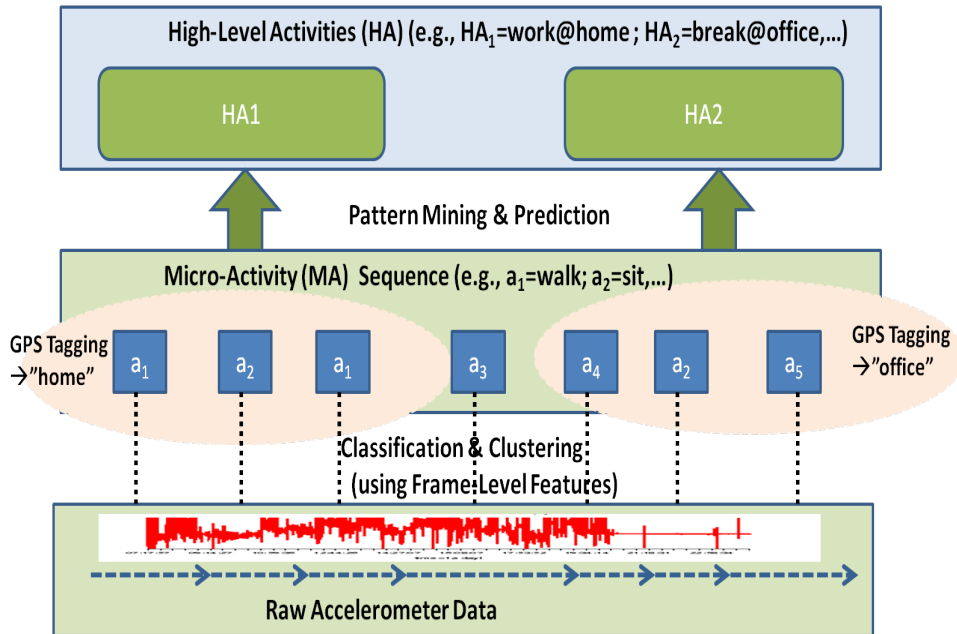 High-Level Activities (HA) (e.g., HA₁=work@home ; HA₂=break@office,...)
HA1
HA2
Pattern Mining & Prediction
Micro-Activity (MA) Sequence (e.g., a₁=walk; a₂=sit,...)
GPS Tagging
→"home"
a₁
a₂
a₁
a₃
a₄
a₂
a₅
GPS Tagging
→"office"
Classification & Clustering
(using Frame-Level Features)
Raw Accelerometer Data